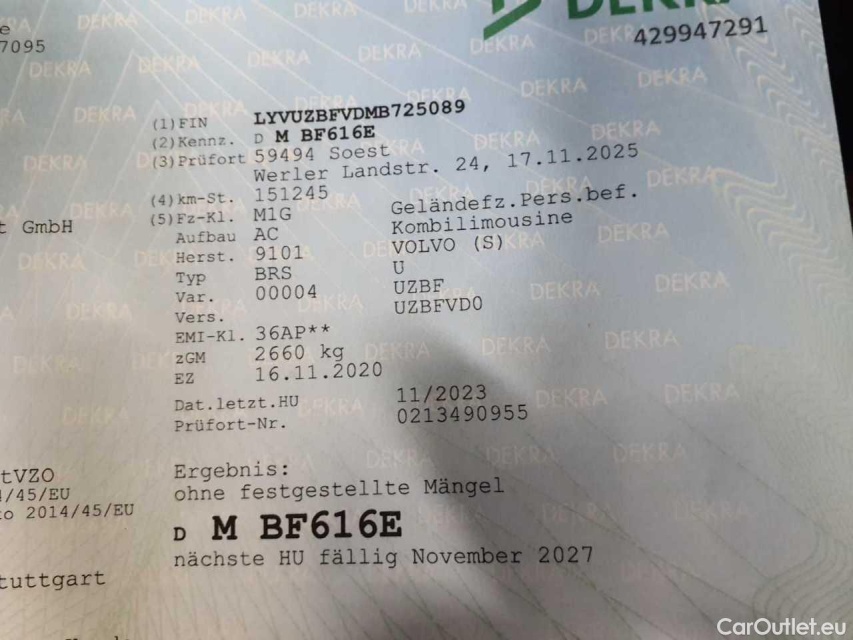 DEKRA
e
7095
429947291
(1) FIN LYVUZBFVDMB725089
(2) Kennz. D M BF616E
(3) Prüfort 59494 Soest
Werler Landstr. 24, 17.11.2025
(4) km-St. 151245
(5) Fz-Kl. M1G Geländefz.Pers.bef.
t GmbH
Aufbau AC Kombilimousine
Herst. 9101 VOLVO (S)
Typ BRS U
Var. 00004 UZBF
Vers. UZBFVD0
EMI-Kl. 36AP**
zGM 2660 kg
EZ 16.11.2020
Dat.letzt.HU 11/2023
Prüfort-Nr. 0213490955
Ergebnis:
ohne festgestellte Mängel
tVZO
/45/EU
o 2014/45/EU
D M BF616E
nächste HU fällig November 2027
tuttgart
CarOutlet.eu